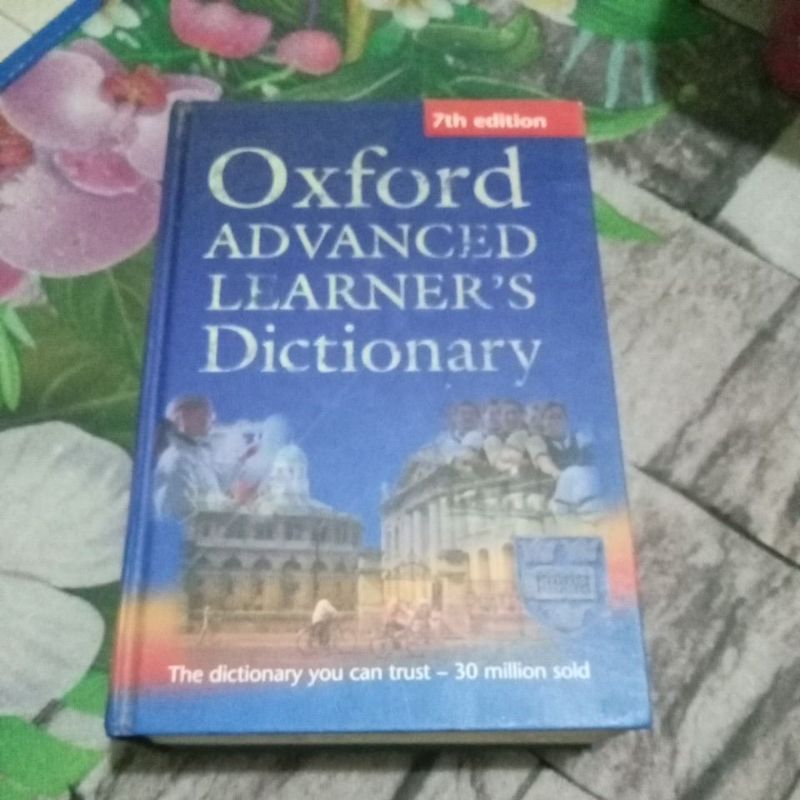 7th edition
Oxford
ADVANCED
LEARNER'S
Dictionary
The dictionary you can trust – 30 million sold